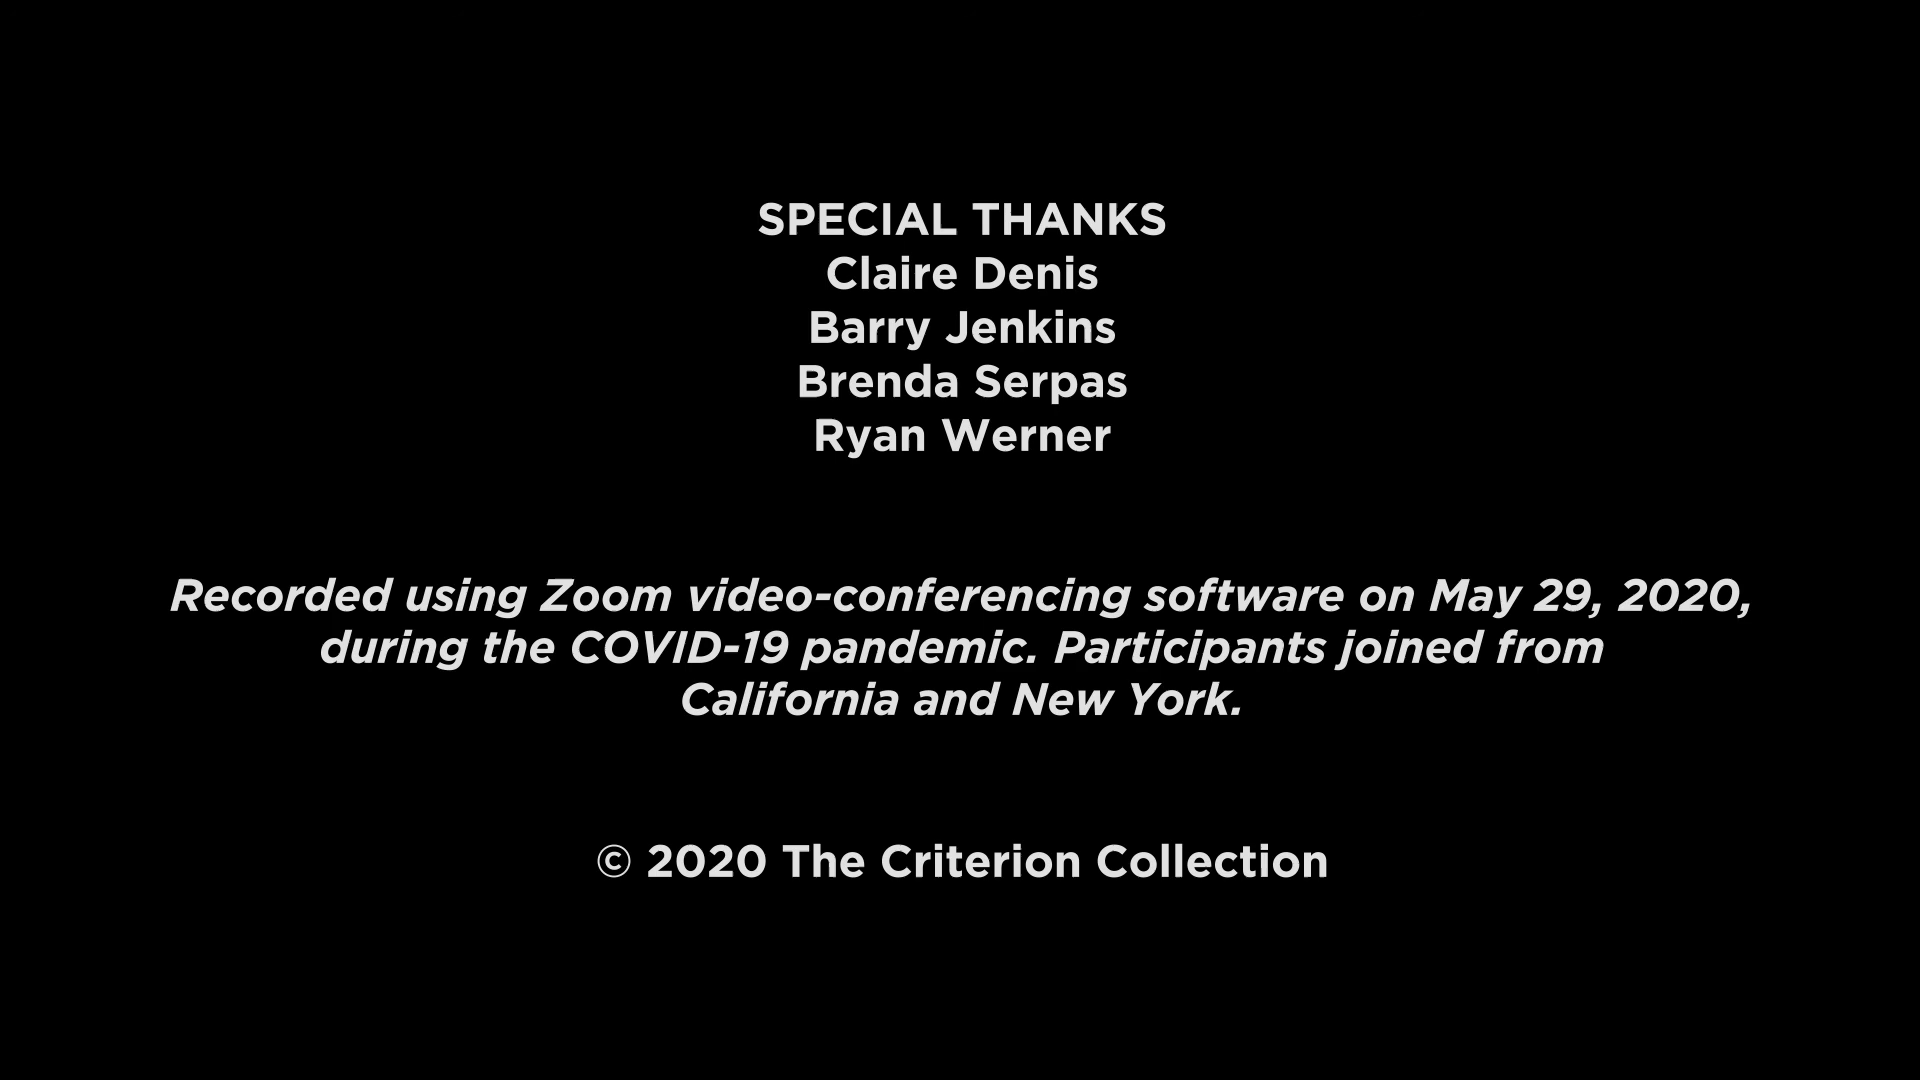 SPECIAL THANKS
Claire Denis
Barry Jenkins
Brenda Serpas
Ryan Werner
Recorded using Zoom video-conferencing software on May 29, 2020,
during the COVID-19 pandemic. Participants joined from
California and New York.
© 2020 The Criterion Collection